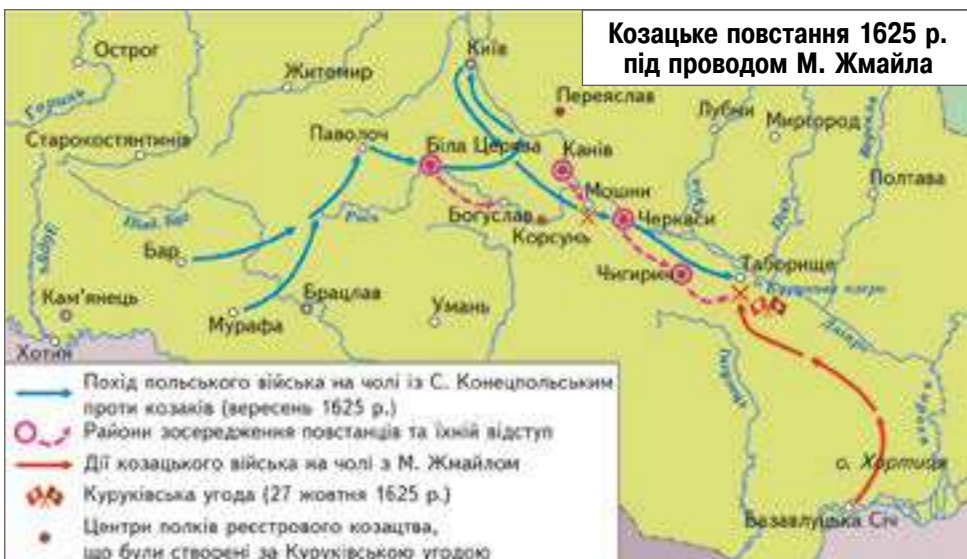 Козацьке повстання 1625 р.
під проводом М. Жмайла
Острог
Київ
Житомир
Горинь
Переяслав
Лубни
Миргород
Старокостянтинів
Паволоч
Біла Церква
Канів
Полтава
Мошни
Рось
Богуслав
Корсунь
Черкаси
Бар
Чигирин
Таборище
Кам'янець
Брацлав
Умань
Мурафа
Дніпро
Хотин
о. Хортиця
Базавлуцька Січ
Похід польського війська на чолі із С. Конецпольським
проти козаків (вересень 1625 р.)
Райони зосередження повстанців та їхній відступ
Дії козацького війська на чолі з М. Жмайлом
Куруківська угода (27 жовтня 1625 р.)
Центри полків реєстрового козацтва,
що були створені за Куруківською угодою